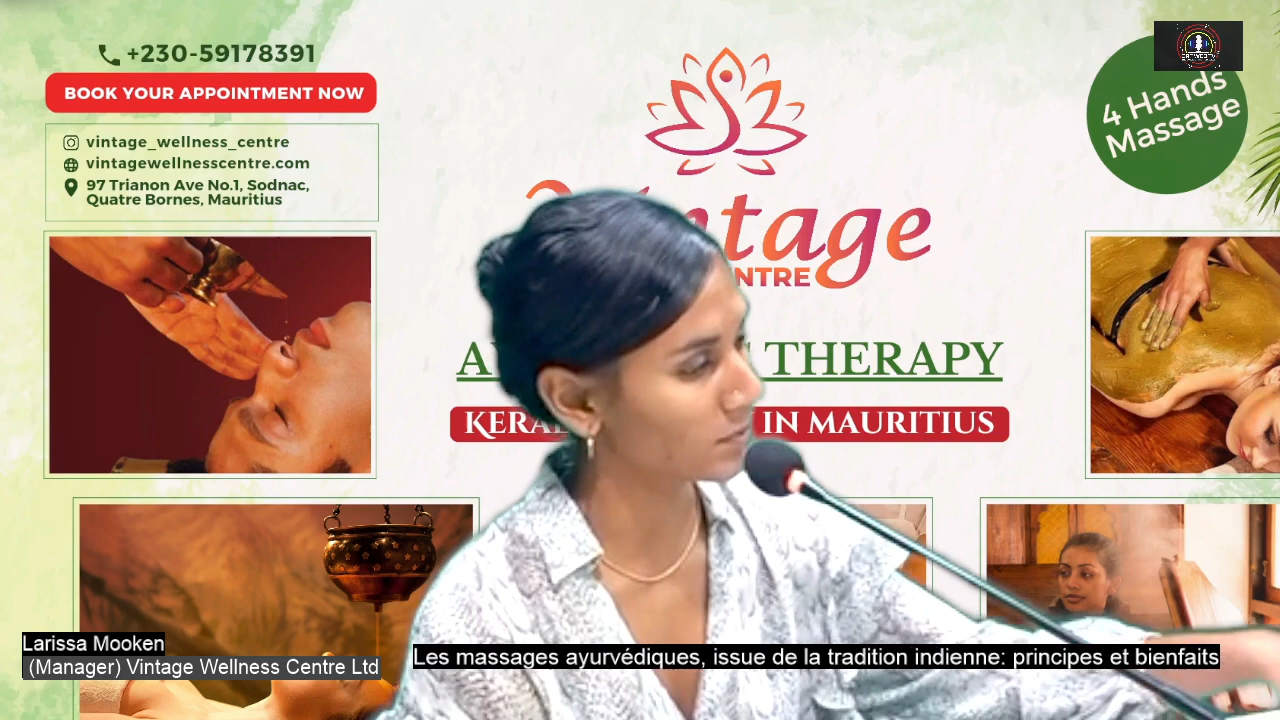 +230-59178391
BOOK YOUR APPOINTMENT NOW
vintage_wellness_centre
vintagewellnesscentre.com
97 Trianon Ave No.1, Sodnac,
Quatre Bornes, Mauritius
4 Hands
Massage
THERAPY
IN MAURITIUS
Larissa Mooken
(Manager) Vintage Wellness Centre Ltd
Les massages ayurvédiques, issue de la tradition indienne: principes et bienfaits